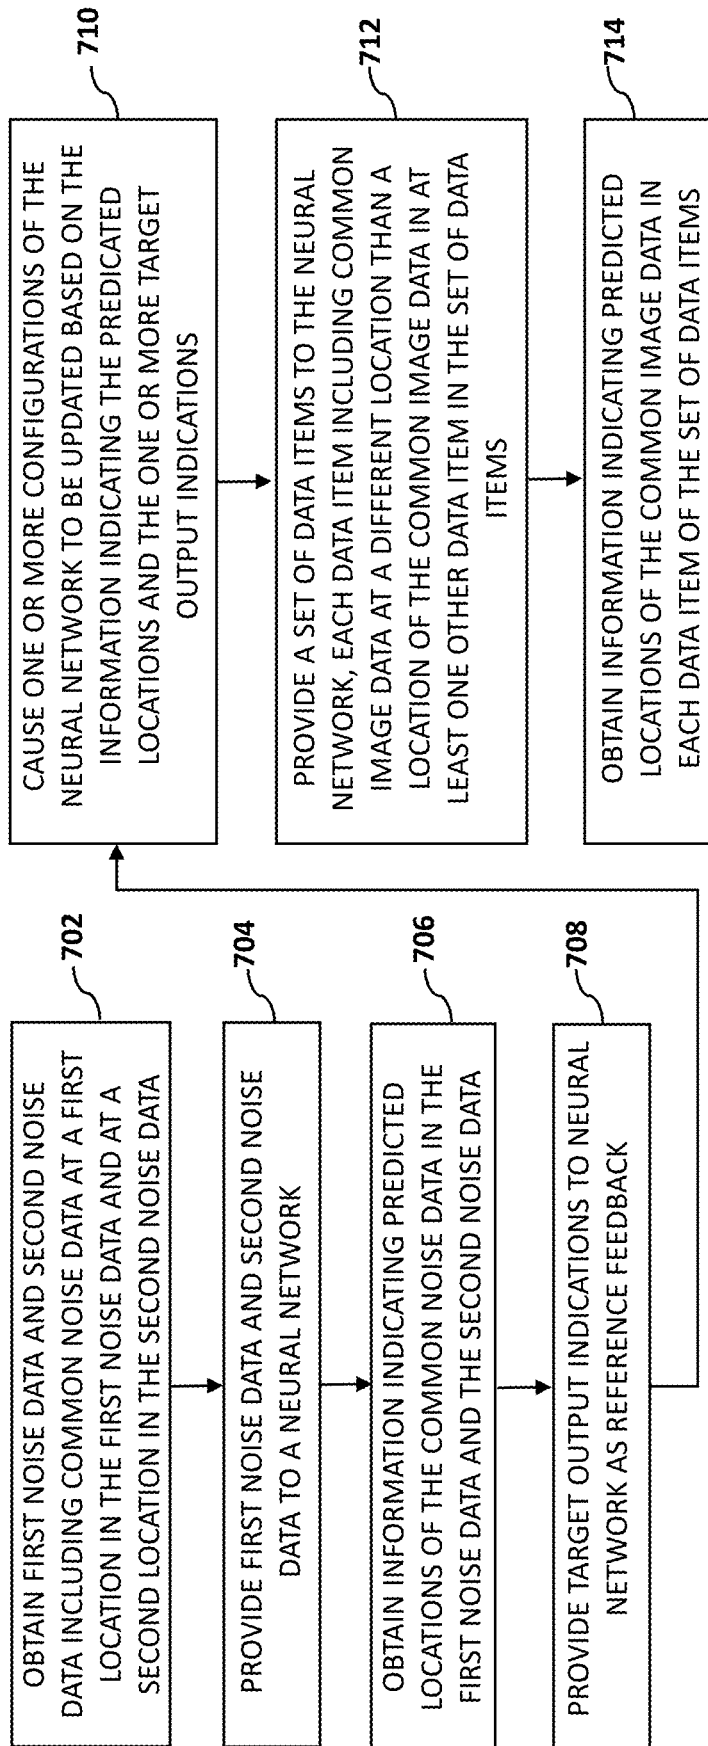 OBTAIN FIRST NOISE DATA AND SECOND NOISE
DATA INCLUDING COMMON NOISE DATA AT A FIRST
LOCATION IN THE FIRST NOISE DATA AND AT A
SECOND LOCATION IN THE SECOND NOISE DATA
702
PROVIDE FIRST NOISE DATA AND SECOND NOISE
DATA TO A NEURAL NETWORK
704
OBTAIN INFORMATION INDICATING PREDICTED
LOCATIONS OF THE COMMON NOISE DATA IN THE
FIRST NOISE DATA AND THE SECOND NOISE DATA
706
PROVIDE TARGET OUTPUT INDICATIONS TO NEURAL
NETWORK AS REFERENCE FEEDBACK
708
CAUSE ONE OR MORE CONFIGURATIONS OF THE
NEURAL NETWORK TO BE UPDATED BASED ON THE
INFORMATION INDICATING THE PREDICATED
LOCATIONS AND THE ONE OR MORE TARGET
OUTPUT INDICATIONS
710
PROVIDE A SET OF DATA ITEMS TO THE NEURAL
NETWORK, EACH DATA ITEM INCLUDING COMMON
IMAGE DATA AT A DIFFERENT LOCATION THAN A
LOCATION OF THE COMMON IMAGE DATA IN AT
LEAST ONE OTHER DATA ITEM IN THE SET OF DATA
ITEMS
712
OBTAIN INFORMATION INDICATING PREDICTED
LOCATIONS OF THE COMMON IMAGE DATA IN
EACH DATA ITEM OF THE SET OF DATA ITEMS
714